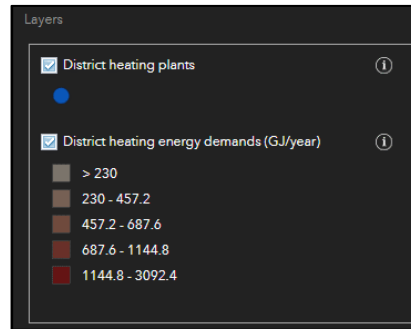 Layers
District heating plants
District heating energy demands (GJ/year)
> 230
230 - 457.2
457.2 - 687.6
687.6 - 1144.8
1144.8 - 3092.4